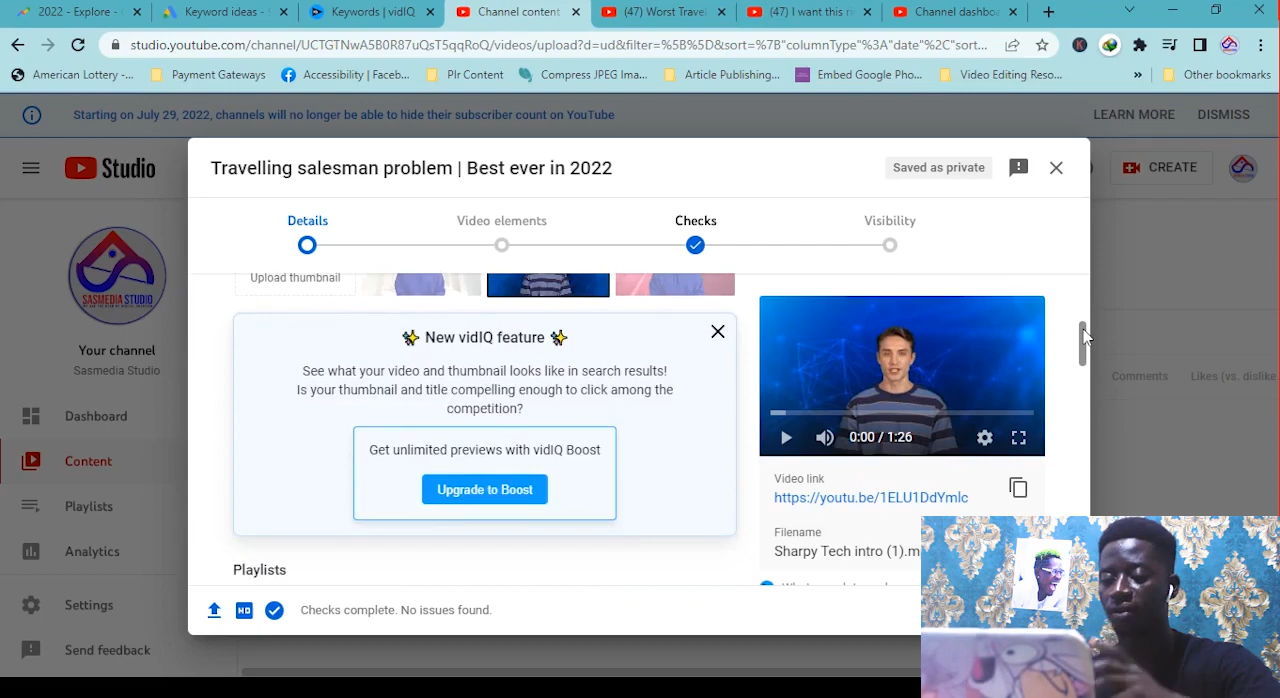 2022 - Explore -
Keyword ideas -
Keywords | vidIQ
Channel content
(47) Worst Travel
(47) I want this
Channel dashbo
studio.youtube.com/channel/UCTGTNwA5B0R87uQsT5qqRoQ/videos/upload?d=ud&filter=%5B%5D&sort=%7B"columnType"%3A"date"%2C"sort...
American Lottery -...
Payment Gateways
Accessibility | Faceb...
Plr Content
Compress JPEG Ima...
Article Publishing...
Embed Google Pho...
Video Editing Reso...
»
Other bookmarks
Starting on July 29, 2022, channels will no longer be able to hide their subscriber count on YouTube
LEARN MORE
DISMISS
Studio
CREATE
Travelling salesman problem | Best ever in 2022
Saved as private
Details
Video elements
Checks
Visibility
SASMEDIA STUDIO
Your channel
Sasmedia Studio
Dashboard
Content
Playlists
Analytics
Settings
Send feedback
Upload thumbnail
New vidIQ feature
See what your video and thumbnail looks like in search results!
Is your thumbnail and title compelling enough to click among the
competition?
Get unlimited previews with vidIQ Boost
Upgrade to Boost
Playlists
0:00 / 1:26
Video link
https://youtu.be/1ELU1DdYmlc
Filename
Sharpy Tech intro (1).m
Comments
Likes (vs. dislike
HD
Checks complete. No issues found.